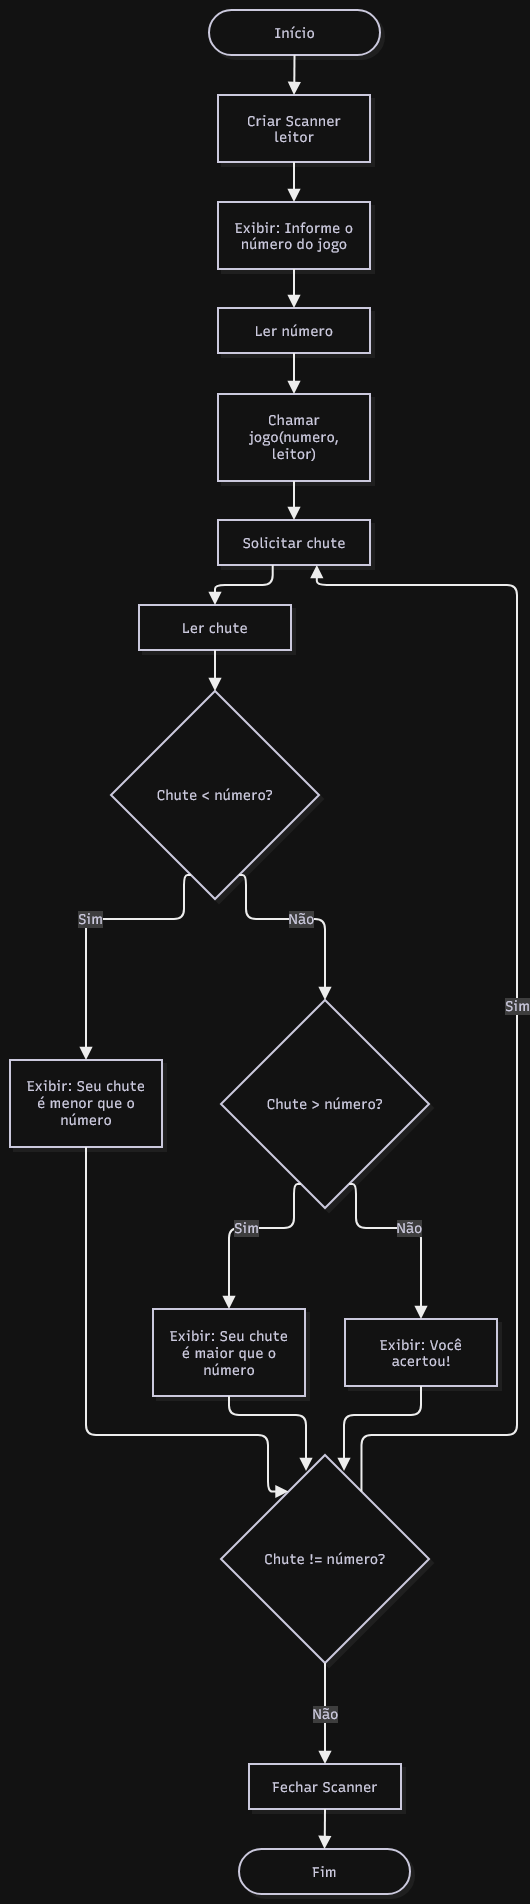 Início
Criar Scanner
leitor
Exibir: Informe o
número do jogo
Ler número
Chamar
jogo(numero,
leitor)
Solicitar chute
Ler chute
Chute < número?
Sim
Não
Sim
Exibir: Seu chute
é menor que o
número
Chute > número?
Sim
Não
Exibir: Seu chute
é maior que o
número
Exibir: Você
acertou!
Chute != número?
Não
Fechar Scanner
Fim